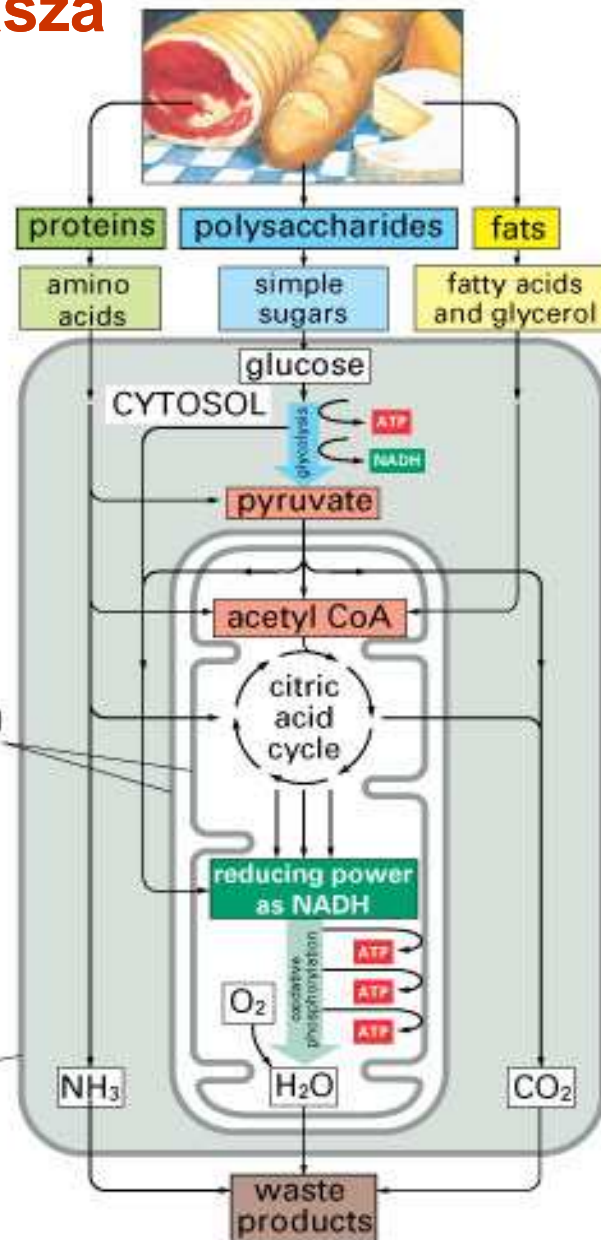 proteins
polysaccharides
fats
amino
acids
simple
sugars
fatty acids
and glycerol
glucose
CYTOSOL
glycolysis
ATP
NADH
pyruvate
acetyl CoA
citric
acid
cycle
reducing power
as NADH
oxidative
phosphorylation
ATP
ATP
ATP
O₂
NH₃
H₂O
CO₂
waste
products